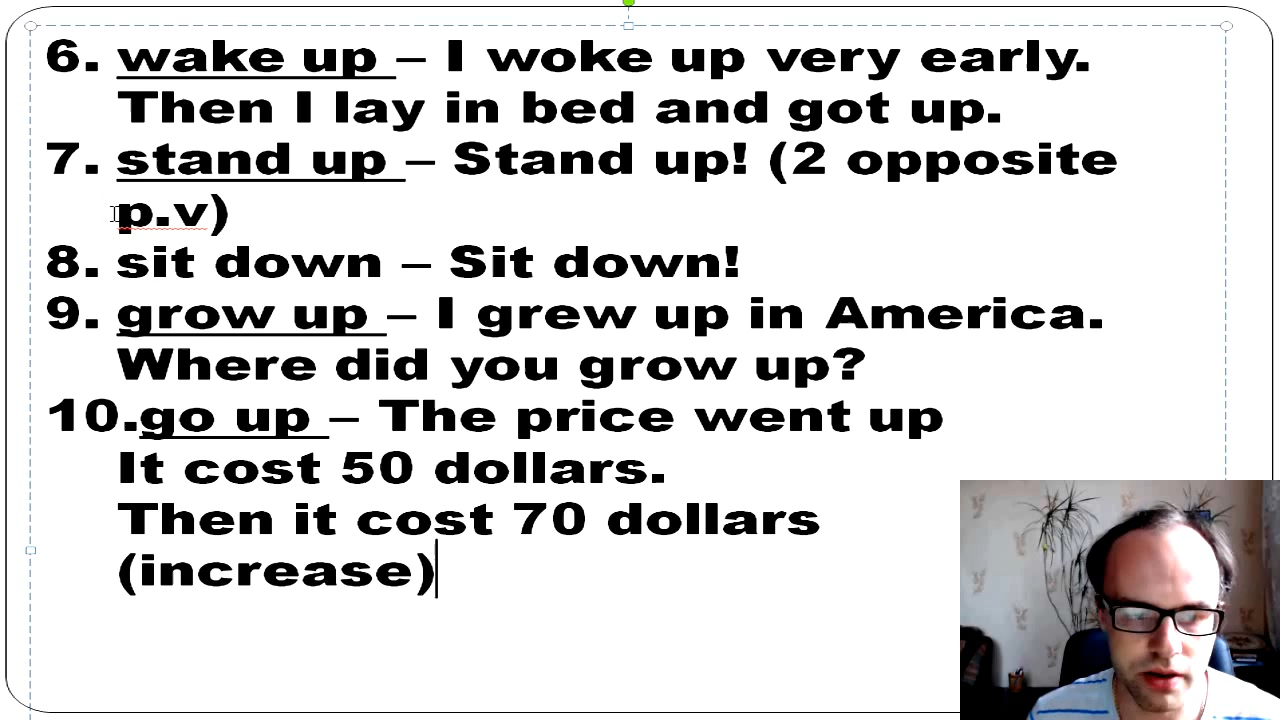 6. wake up – I woke up very early.
Then I lay in bed and got up.
7. stand up – Stand up! (2 opposite
p.v)
8. sit down – Sit down!
9. grow up – I grew up in America.
Where did you grow up?
10.go up – The price went up
It cost 50 dollars.
Then it cost 70 dollars
(increase)